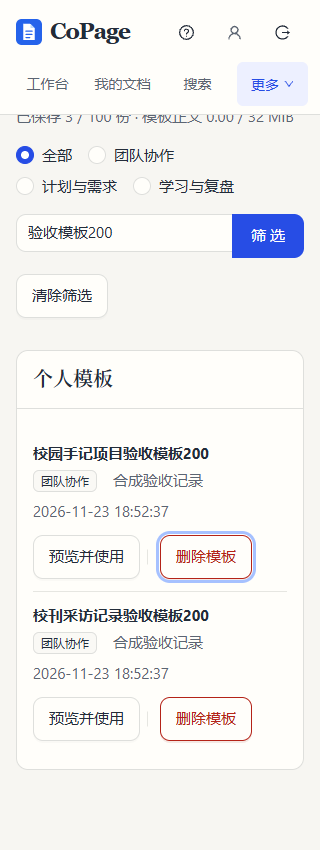 CoPage
工作台 我的文档 搜索 更多
已保存 3 / 100 份 · 模板正文 0.00 / 32 MiB
全部 团队协作
计划与需求 学习与复盘
验收模板200 筛 选
清除筛选
个人模板
校园手记项目验收模板200
团队协作 合成验收记录
2026-11-23 18:52:37
预览并使用 删除模板
校刊采访记录验收模板200
团队协作 合成验收记录
2026-11-23 18:52:37
预览并使用 删除模板